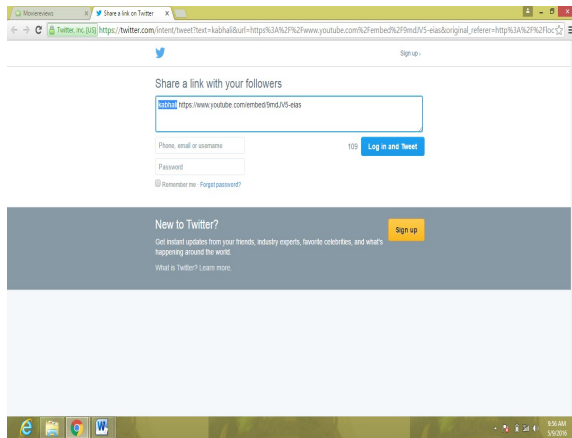 Moviereviews
Share a link on Twitter
Twitter, Inc. [US] https://twitter.com/intent/tweet?text=kabhali&url=https%3A%2F%2Fwww.youtube.com%2Fembed%2F9mdJV5-eias&original_referer=http%3A%2F%2Floc
Sign up ›
Share a link with your followers
kabhali https://www.youtube.com/embed/9mdJV5-eias
Phone, email or username
109 Log in and Tweet
Password
Remember me · Forgot password?
New to Twitter?
Sign up
Get instant updates from your friends, industry experts, favorite celebrities, and what's
happening around the world.
What is Twitter? Learn more.
9:56 AM
5/9/2016